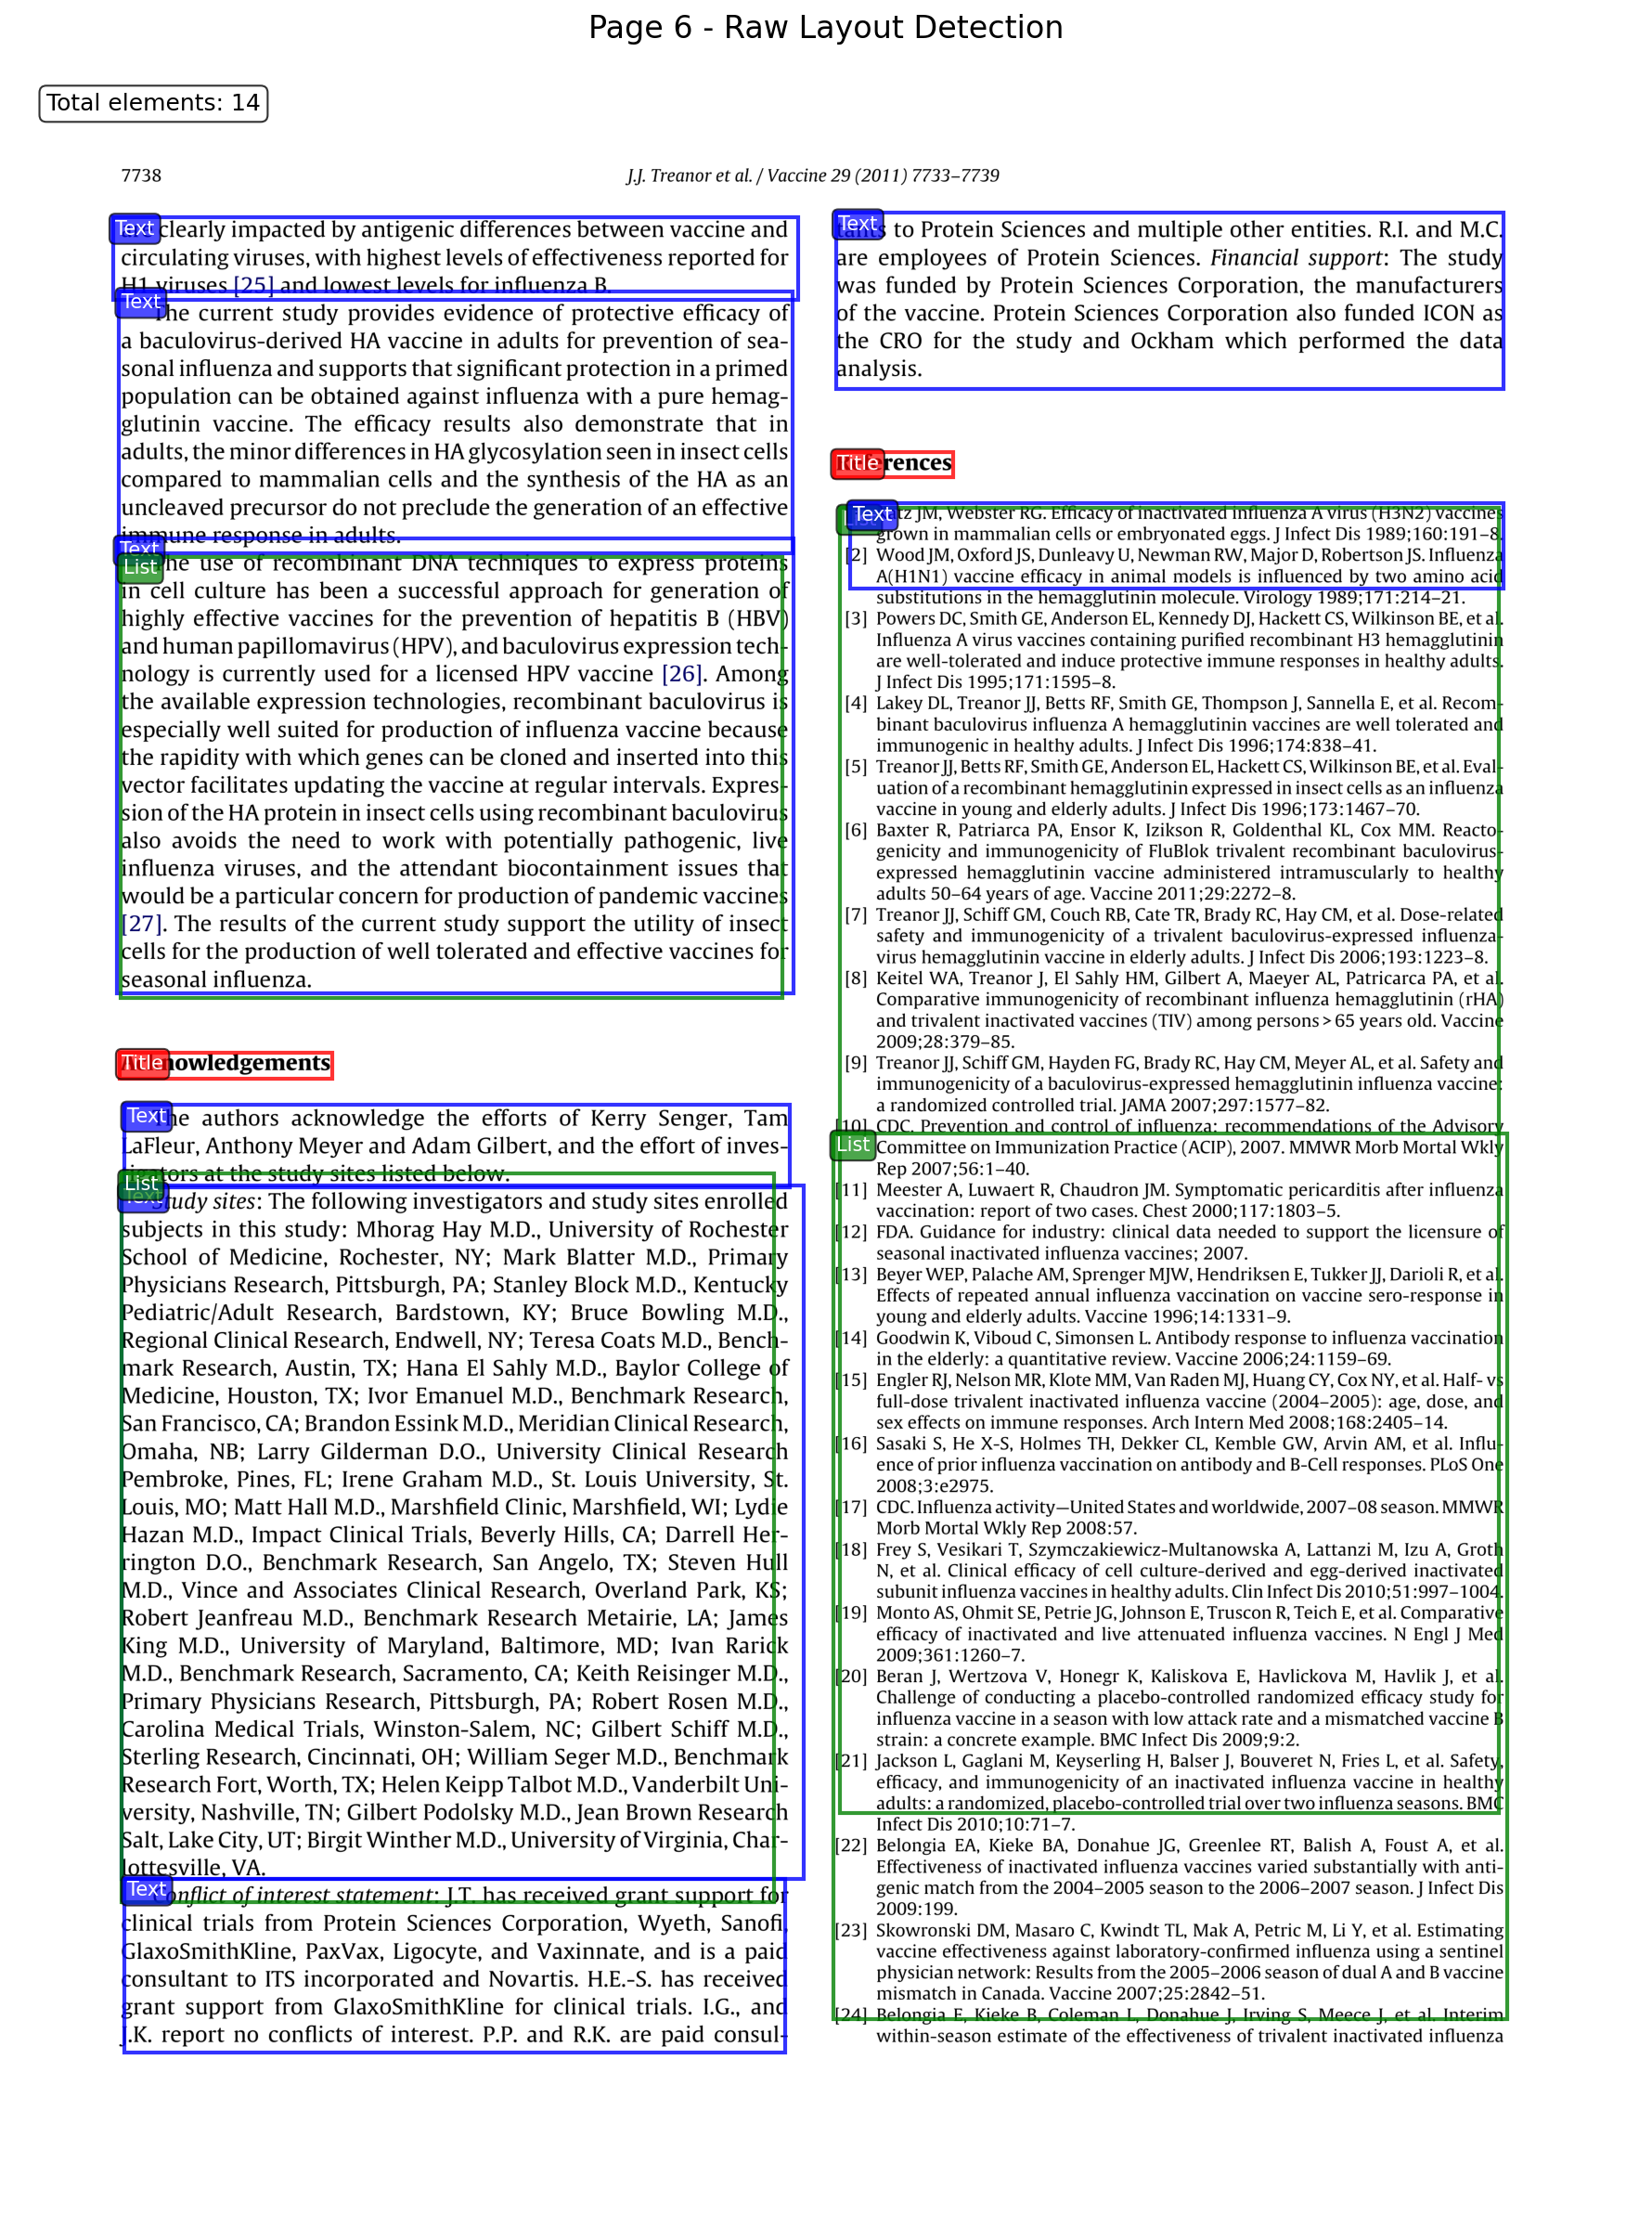 Page 6 - Raw Layout Detection
Total elements: 14
7738
J.J. Treanor et al. / Vaccine 29 (2011) 7733–7739
Text
clearly impacted by antigenic differences between vaccine and
circulating viruses, with highest levels of effectiveness reported for
H1 viruses [25] and lowest levels for influenza B.
Text
The current study provides evidence of protective efficacy of
a baculovirus-derived HA vaccine in adults for prevention of sea-
sonal influenza and supports that significant protection in a primed
population can be obtained against influenza with a pure hemag-
glutinin vaccine. The efficacy results also demonstrate that in
adults, the minor differences in HA glycosylation seen in insect cells
compared to mammalian cells and the synthesis of the HA as an
uncleaved precursor do not preclude the generation of an effective
immune response in adults.
Text
List
The use of recombinant DNA techniques to express proteins
in cell culture has been a successful approach for generation of
highly effective vaccines for the prevention of hepatitis B (HBV)
and human papillomavirus (HPV), and baculovirus expression tech-
nology is currently used for a licensed HPV vaccine [26]. Among
the available expression technologies, recombinant baculovirus is
especially well suited for production of influenza vaccine because
the rapidity with which genes can be cloned and inserted into this
vector facilitates updating the vaccine at regular intervals. Expres-
sion of the HA protein in insect cells using recombinant baculovirus
also avoids the need to work with potentially pathogenic, live
influenza viruses, and the attendant biocontainment issues that
would be a particular concern for production of pandemic vaccines
[27]. The results of the current study support the utility of insect
cells for the production of well tolerated and effective vaccines for
seasonal influenza.
Title
Acknowledgements
Text
The authors acknowledge the efforts of Kerry Senger, Tam
LaFleur, Anthony Meyer and Adam Gilbert, and the effort of inves-
tigators at the study sites listed below.
List
Text
Study sites: The following investigators and study sites enrolled
subjects in this study: Mhorag Hay M.D., University of Rochester
School of Medicine, Rochester, NY; Mark Blatter M.D., Primary
Physicians Research, Pittsburgh, PA; Stanley Block M.D., Kentucky
Pediatric/Adult Research, Bardstown, KY; Bruce Bowling M.D.,
Regional Clinical Research, Endwell, NY; Teresa Coats M.D., Bench-
mark Research, Austin, TX; Hana El Sahly M.D., Baylor College of
Medicine, Houston, TX; Ivor Emanuel M.D., Benchmark Research,
San Francisco, CA; Brandon Essink M.D., Meridian Clinical Research,
Omaha, NB; Larry Gilderman D.O., University Clinical Research
Pembroke, Pines, FL; Irene Graham M.D., St. Louis University, St.
Louis, MO; Matt Hall M.D., Marshfield Clinic, Marshfield, WI; Lydie
Hazan M.D., Impact Clinical Trials, Beverly Hills, CA; Darrell Her-
rington D.O., Benchmark Research, San Angelo, TX; Steven Hull
M.D., Vince and Associates Clinical Research, Overland Park, KS;
Robert Jeanfreau M.D., Benchmark Research Metairie, LA; James
King M.D., University of Maryland, Baltimore, MD; Ivan Rarick
M.D., Benchmark Research, Sacramento, CA; Keith Reisinger M.D.,
Primary Physicians Research, Pittsburgh, PA; Robert Rosen M.D.,
Carolina Medical Trials, Winston-Salem, NC; Gilbert Schiff M.D.,
Sterling Research, Cincinnati, OH; William Seger M.D., Benchmark
Research Fort, Worth, TX; Helen Keipp Talbot M.D., Vanderbilt Uni-
versity, Nashville, TN; Gilbert Podolsky M.D., Jean Brown Research
Salt, Lake City, UT; Birgit Winther M.D., University of Virginia, Char-
lottesville, VA.
Text
Conflict of interest statement: J.T. has received grant support for
clinical trials from Protein Sciences Corporation, Wyeth, Sanofi,
GlaxoSmithKline, PaxVax, Ligocyte, and Vaxinnate, and is a paid
consultant to ITS incorporated and Novartis. H.E.-S. has received
grant support from GlaxoSmithKline for clinical trials. I.G., and
J.K. report no conflicts of interest. P.P. and R.K. are paid consul-
Text
tants to Protein Sciences and multiple other entities. R.I. and M.C.
are employees of Protein Sciences. Financial support: The study
was funded by Protein Sciences Corporation, the manufacturers
of the vaccine. Protein Sciences Corporation also funded ICON as
the CRO for the study and Ockham which performed the data
analysis.
Title
References
List
Text
Katz JM, Webster RG. Efficacy of inactivated influenza A virus (H3N2) vaccines
grown in mammalian cells or embryonated eggs. J Infect Dis 1989;160:191–8.
[2] Wood JM, Oxford JS, Dunleavy U, Newman RW, Major D, Robertson JS. Influenza
A(H1N1) vaccine efficacy in animal models is influenced by two amino acid
substitutions in the hemagglutinin molecule. Virology 1989;171:214–21.
[3] Powers DC, Smith GE, Anderson EL, Kennedy DJ, Hackett CS, Wilkinson BE, et al.
Influenza A virus vaccines containing purified recombinant H3 hemagglutinin
are well-tolerated and induce protective immune responses in healthy adults.
J Infect Dis 1995;171:1595–8.
[4] Lakey DL, Treanor JJ, Betts RF, Smith GE, Thompson J, Sannella E, et al. Recom-
binant baculovirus influenza A hemagglutinin vaccines are well tolerated and
immunogenic in healthy adults. J Infect Dis 1996;174:838–41.
[5] Treanor JJ, Betts RF, Smith GE, Anderson EL, Hackett CS, Wilkinson BE, et al. Eval-
uation of a recombinant hemagglutinin expressed in insect cells as an influenza
vaccine in young and elderly adults. J Infect Dis 1996;173:1467–70.
[6] Baxter R, Patriarca PA, Ensor K, Izikson R, Goldenthal KL, Cox MM. Reacto-
genicity and immunogenicity of FluBlok trivalent recombinant baculovirus-
expressed hemagglutinin vaccine administered intramuscularly to healthy
adults 50–64 years of age. Vaccine 2011;29:2272–8.
[7] Treanor JJ, Schiff GM, Couch RB, Cate TR, Brady RC, Hay CM, et al. Dose-related
safety and immunogenicity of a trivalent baculovirus-expressed influenza-
virus hemagglutinin vaccine in elderly adults. J Infect Dis 2006;193:1223–8.
[8] Keitel WA, Treanor J, El Sahly HM, Gilbert A, Maeyer AL, Patricarca PA, et al.
Comparative immunogenicity of recombinant influenza hemagglutinin (rHA)
and trivalent inactivated vaccines (TIV) among persons > 65 years old. Vaccine
2009;28:379–85.
[9] Treanor JJ, Schiff GM, Hayden FG, Brady RC, Hay CM, Meyer AL, et al. Safety and
immunogenicity of a baculovirus-expressed hemagglutinin influenza vaccine:
a randomized controlled trial. JAMA 2007;297:1577–82.
[10] CDC. Prevention and control of influenza: recommendations of the Advisory
List
Committee on Immunization Practice (ACIP), 2007. MMWR Morb Mortal Wkly
Rep 2007;56:1–40.
[11] Meester A, Luwaert R, Chaudron JM. Symptomatic pericarditis after influenza
vaccination: report of two cases. Chest 2000;117:1803–5.
[12] FDA. Guidance for industry: clinical data needed to support the licensure of
seasonal inactivated influenza vaccines; 2007.
[13] Beyer WEP, Palache AM, Sprenger MJW, Hendriksen E, Tukker JJ, Darioli R, et al.
Effects of repeated annual influenza vaccination on vaccine sero-response in
young and elderly adults. Vaccine 1996;14:1331–9.
[14] Goodwin K, Viboud C, Simonsen L. Antibody response to influenza vaccination
in the elderly: a quantitative review. Vaccine 2006;24:1159–69.
[15] Engler RJ, Nelson MR, Klote MM, Van Raden MJ, Huang CY, Cox NY, et al. Half- vs
full-dose trivalent inactivated influenza vaccine (2004–2005): age, dose, and
sex effects on immune responses. Arch Intern Med 2008;168:2405–14.
[16] Sasaki S, He X-S, Holmes TH, Dekker CL, Kemble GW, Arvin AM, et al. Influ-
ence of prior influenza vaccination on antibody and B-Cell responses. PLoS One
2008;3:e2975.
[17] CDC. Influenza activity—United States and worldwide, 2007–08 season. MMWR
Morb Mortal Wkly Rep 2008:57.
[18] Frey S, Vesikari T, Szymczakiewicz-Multanowska A, Lattanzi M, Izu A, Groth
N, et al. Clinical efficacy of cell culture-derived and egg-derived inactivated
subunit influenza vaccines in healthy adults. Clin Infect Dis 2010;51:997–1004.
[19] Monto AS, Ohmit SE, Petrie JG, Johnson E, Truscon R, Teich E, et al. Comparative
efficacy of inactivated and live attenuated influenza vaccines. N Engl J Med
2009;361:1260–7.
[20] Beran J, Wertzova V, Honegr K, Kaliskova E, Havlickova M, Havlik J, et al.
Challenge of conducting a placebo-controlled randomized efficacy study for
influenza vaccine in a season with low attack rate and a mismatched vaccine B
strain: a concrete example. BMC Infect Dis 2009;9:2.
[21] Jackson L, Gaglani M, Keyserling H, Balser J, Bouveret N, Fries L, et al. Safety,
efficacy, and immunogenicity of an inactivated influenza vaccine in healthy
adults: a randomized, placebo-controlled trial over two influenza seasons. BMC
Infect Dis 2010;10:71–7.
[22] Belongia EA, Kieke BA, Donahue JG, Greenlee RT, Balish A, Foust A, et al.
Effectiveness of inactivated influenza vaccines varied substantially with anti-
genic match from the 2004–2005 season to the 2006–2007 season. J Infect Dis
2009:199.
[23] Skowronski DM, Masaro C, Kwindt TL, Mak A, Petric M, Li Y, et al. Estimating
vaccine effectiveness against laboratory-confirmed influenza using a sentinel
physician network: Results from the 2005–2006 season of dual A and B vaccine
mismatch in Canada. Vaccine 2007;25:2842–51.
[24] Belongia E, Kieke B, Coleman L, Donahue J, Irving S, Meece J, et al. Interim
within-season estimate of the effectiveness of trivalent inactivated influenza